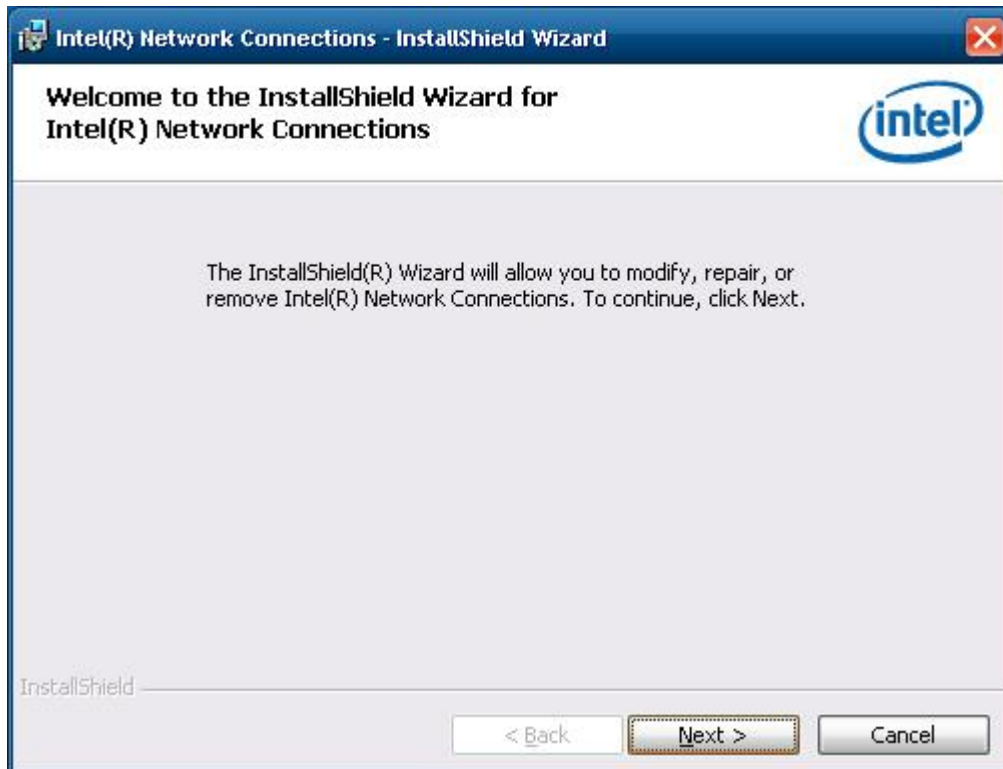 Intel(R) Network Connections - InstallShield Wizard
Welcome to the InstallShield Wizard for
Intel(R) Network Connections
intel
The InstallShield(R) Wizard will allow you to modify, repair, or
remove Intel(R) Network Connections. To continue, click Next.
InstallShield
< Back
Next >
Cancel